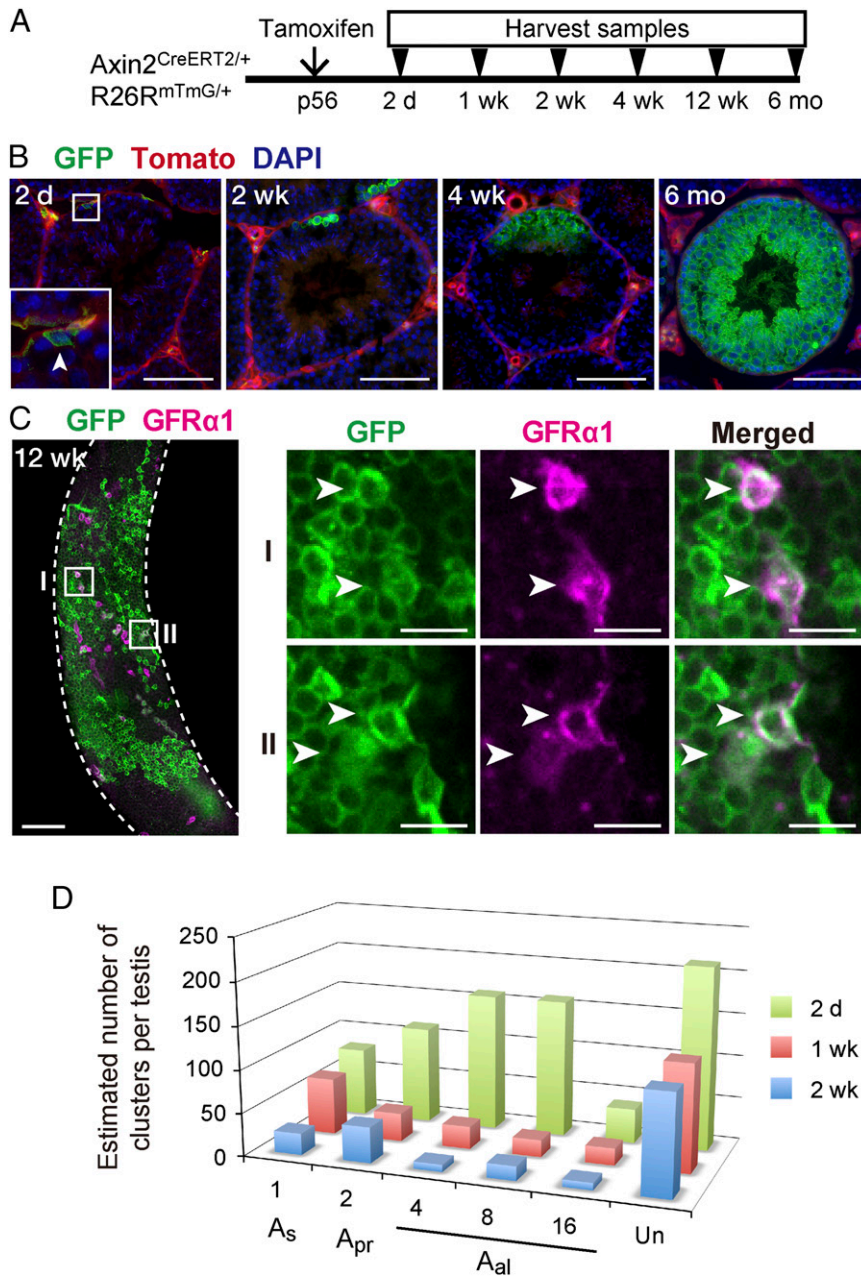 A
Tamoxifen
Harvest samples
Axin2CreERT2/+
R26RmTmG/+
p56
2 d
1 wk
2 wk
4 wk
12 wk
6 mo
B
GFP Tomato DAPI
2 d
2 wk
4 wk
6 mo
C
GFP GFRα1
GFP
GFRα1
Merged
12 wk
I
II
I
II
D
Estimated number of
clusters per testis
250
200
150
100
50
0
2 d
1 wk
2 wk
1
2
4
8
16
Un
As
Apr
Aal